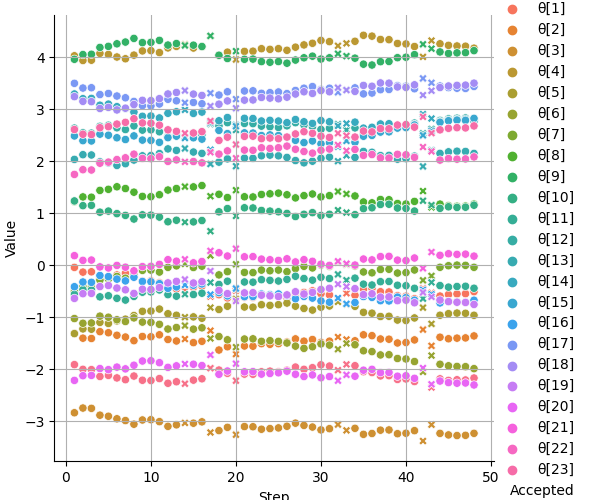 4
3
2
1
0
−1
−2
−3
Value
0
10
20
30
40
50
Step
θ[1]
θ[2]
θ[3]
θ[4]
θ[5]
θ[6]
θ[7]
θ[8]
θ[9]
θ[10]
θ[11]
θ[12]
θ[13]
θ[14]
θ[15]
θ[16]
θ[17]
θ[18]
θ[19]
θ[20]
θ[21]
θ[22]
θ[23]
Accepted